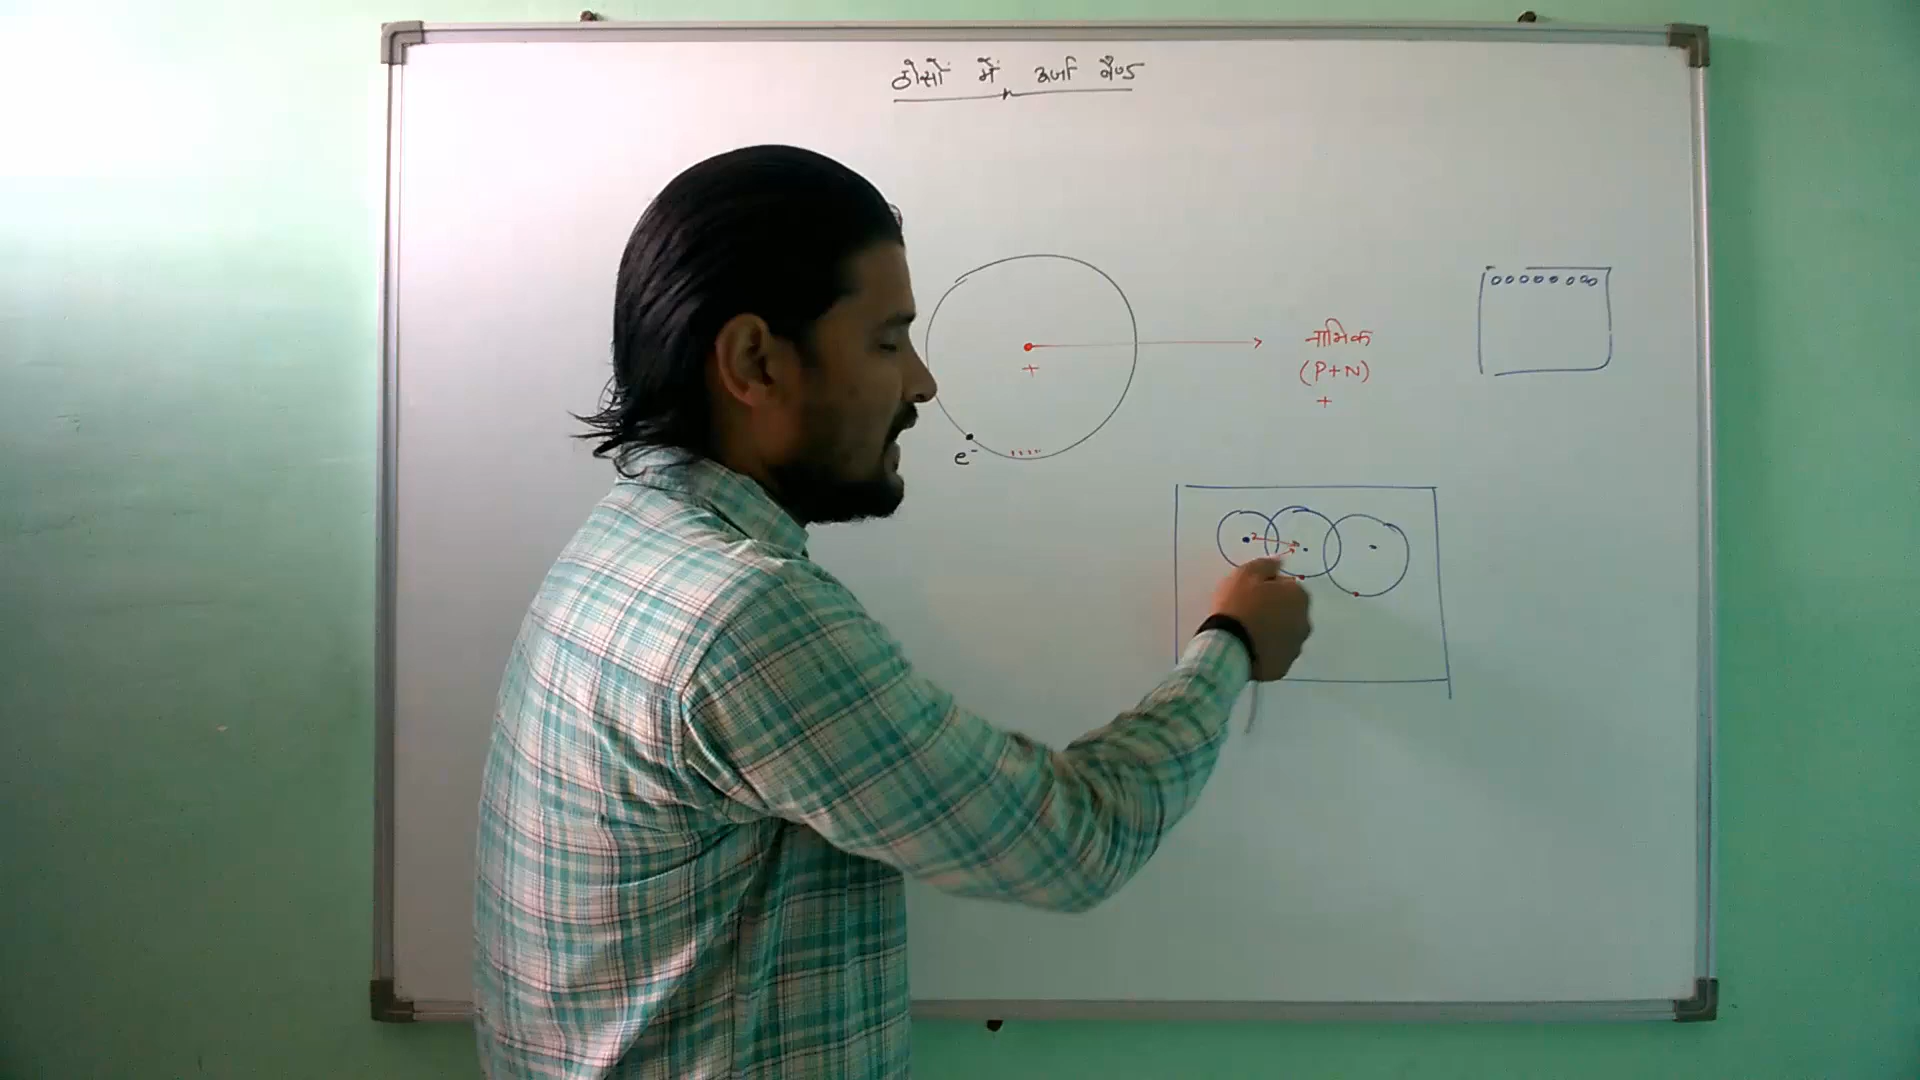 ठोसों में ऊर्जा बैण्ड
+
नाभिक
(P+N)
+
e⁻